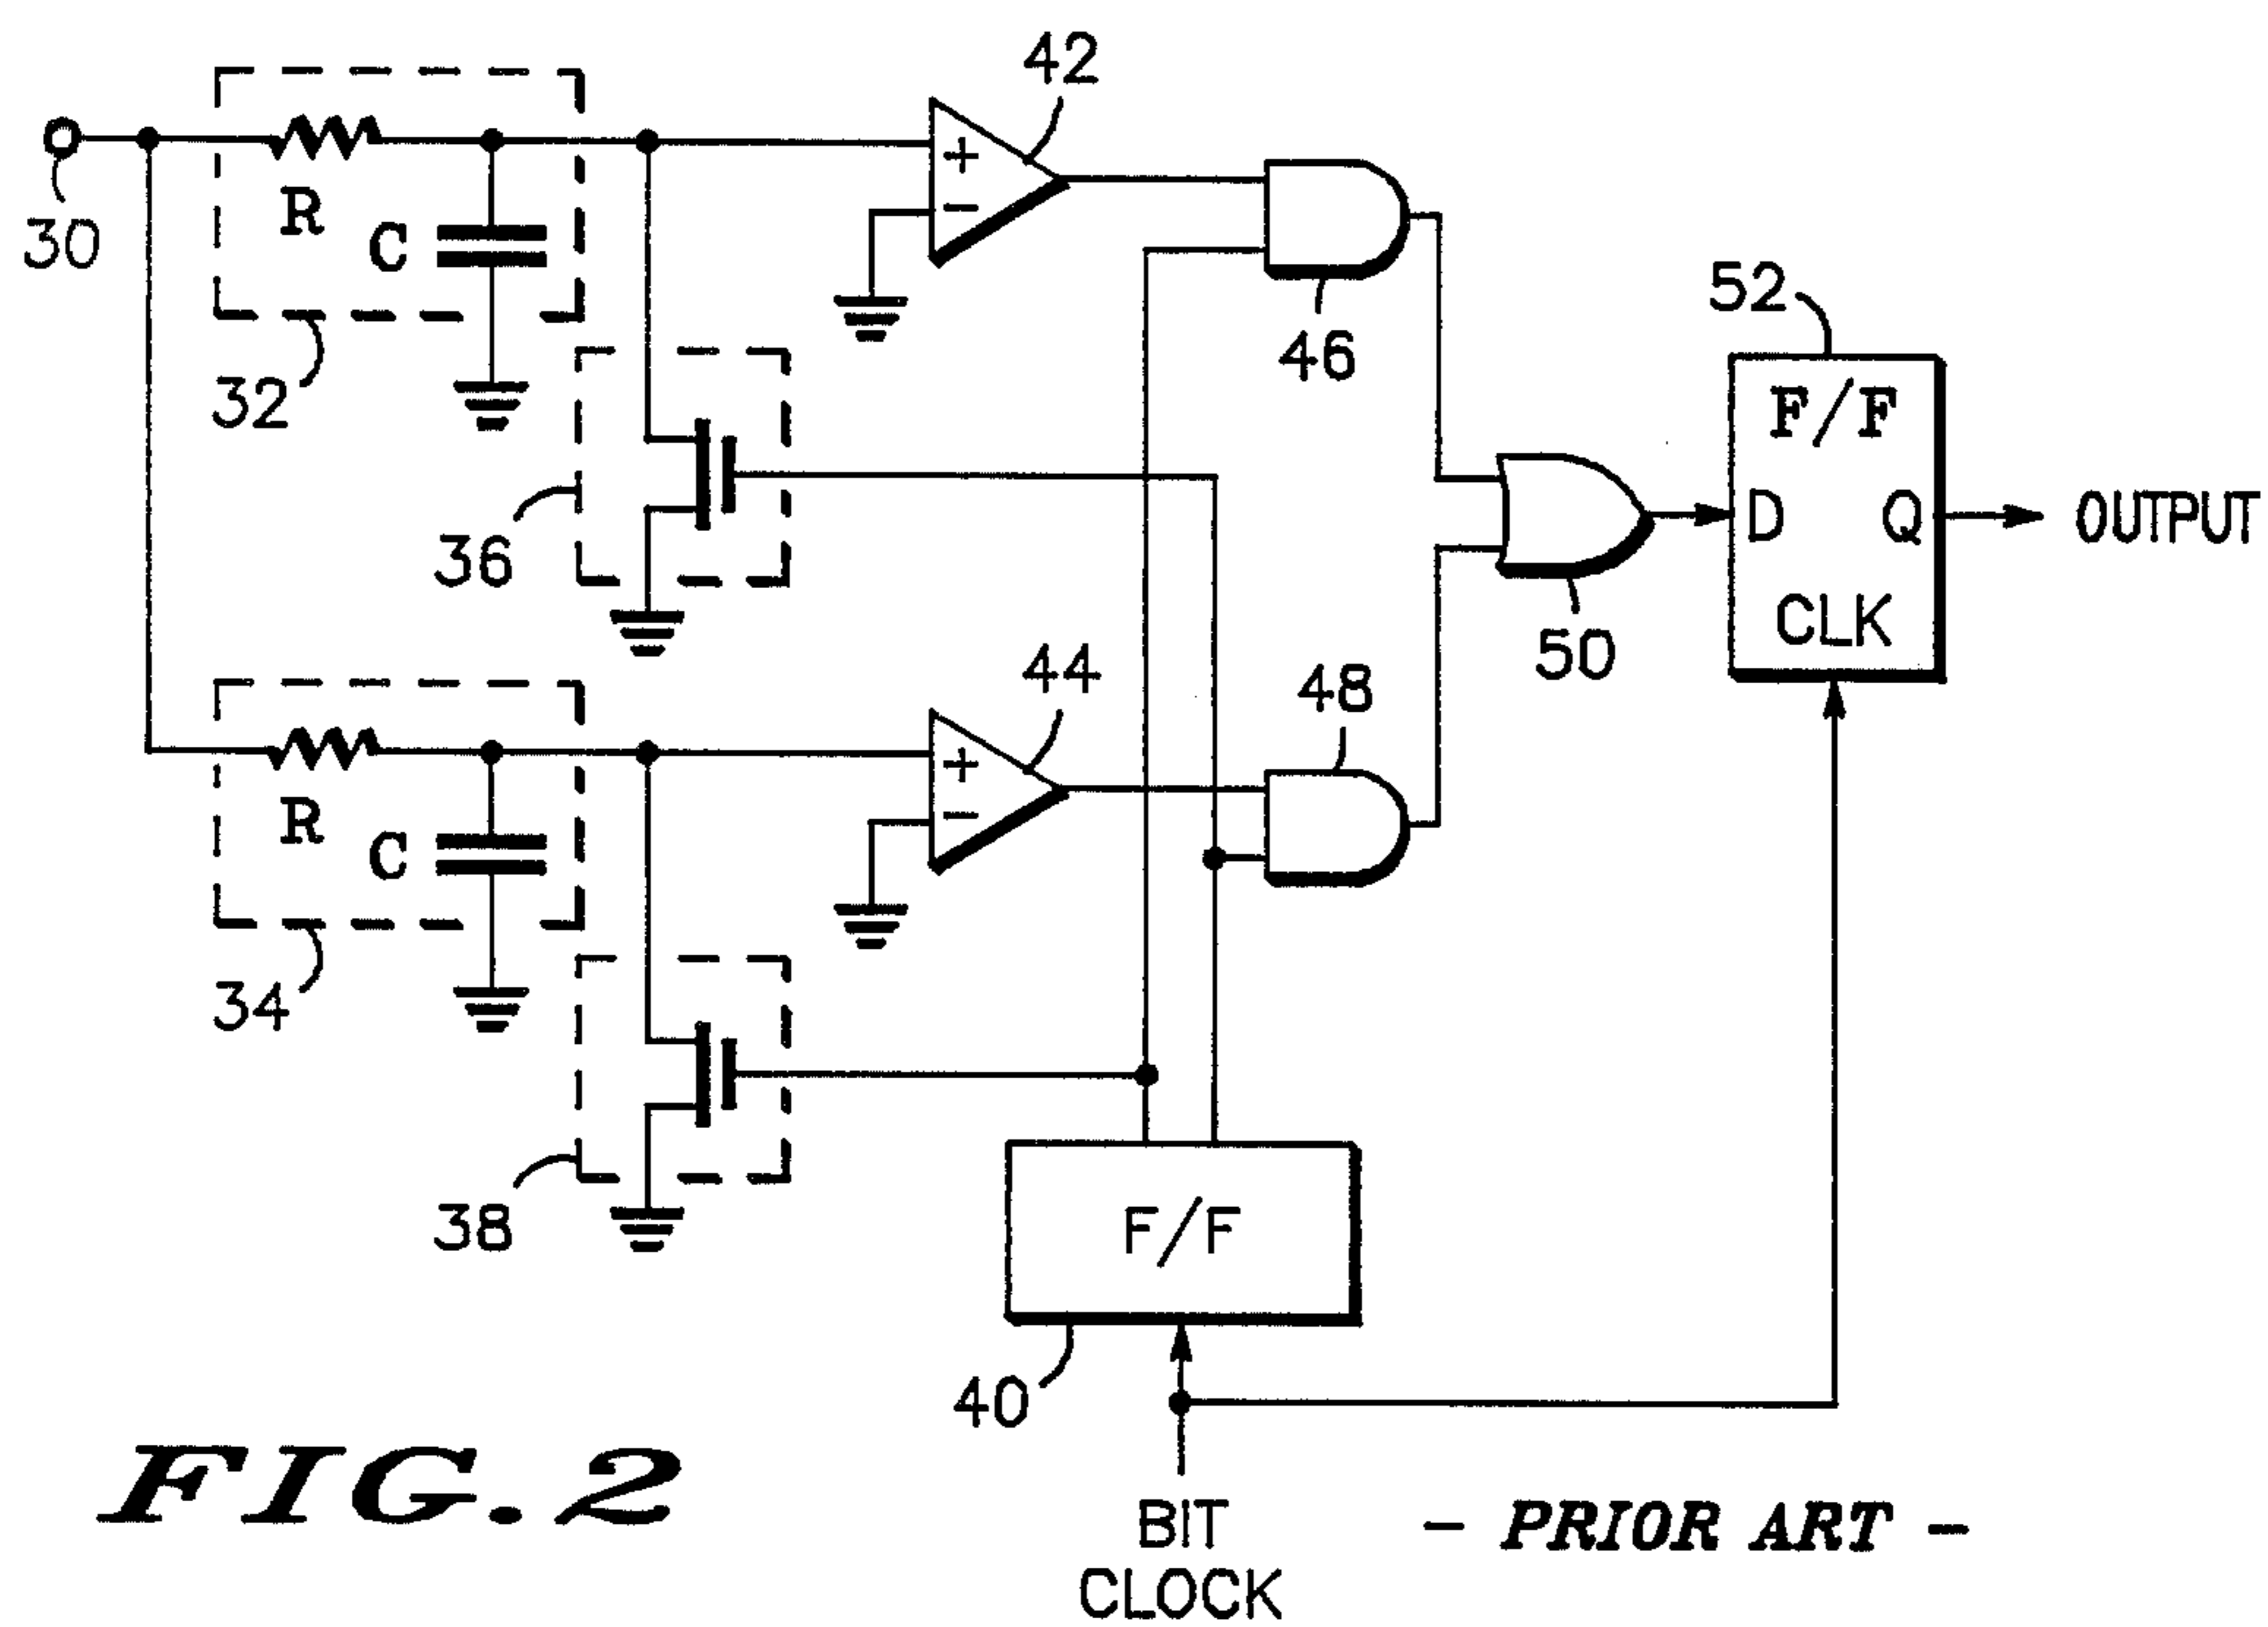 42
+
−
30
R
C
32
46
52
F/F
D Q
CLK
OUTPUT
36
50
44
+
−
48
R
C
34
38
F/F
40
BIT
CLOCK
FIG.2
- PRIOR ART -